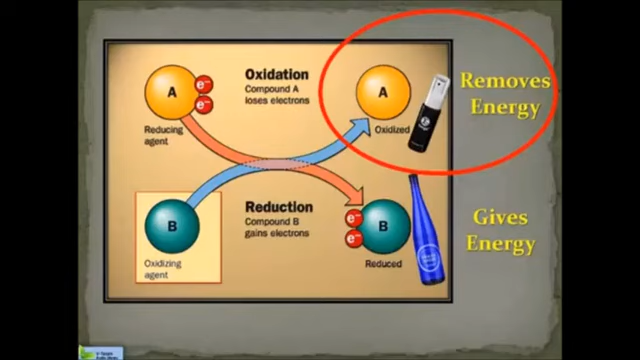 Oxidation
Compound A
loses electrons
A
e⁻
e⁻
Reducing
agent
A
Oxidized
Removes
Energy
B
Oxidizing
agent
Reduction
Compound B
gains electrons
e⁻
e⁻
B
Reduced
Gives
Energy